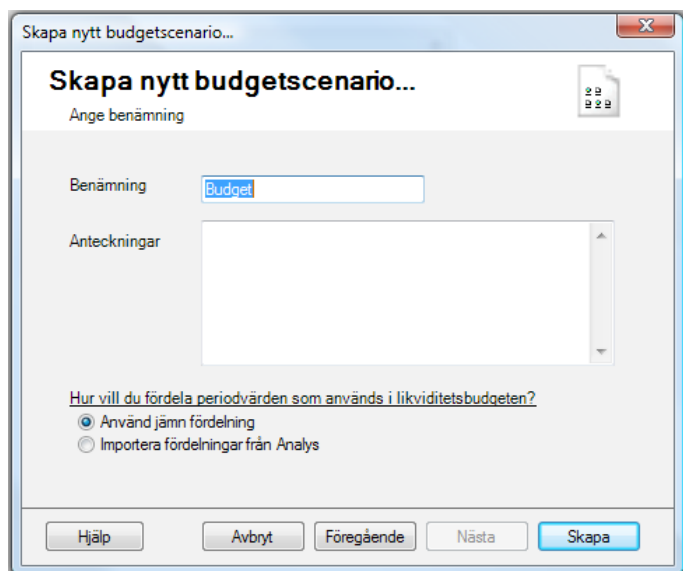 Skapa nytt budgetscenario...
Skapa nytt budgetscenario...
Ange benämning
Benämning
Budget
Anteckningar
Hur vill du fördela periodvärden som används i likviditetsbudgeten?
Använd jämn fördelning
Importera fördelningar från Analys
Hjälp
Avbryt
Föregående
Nästa
Skapa